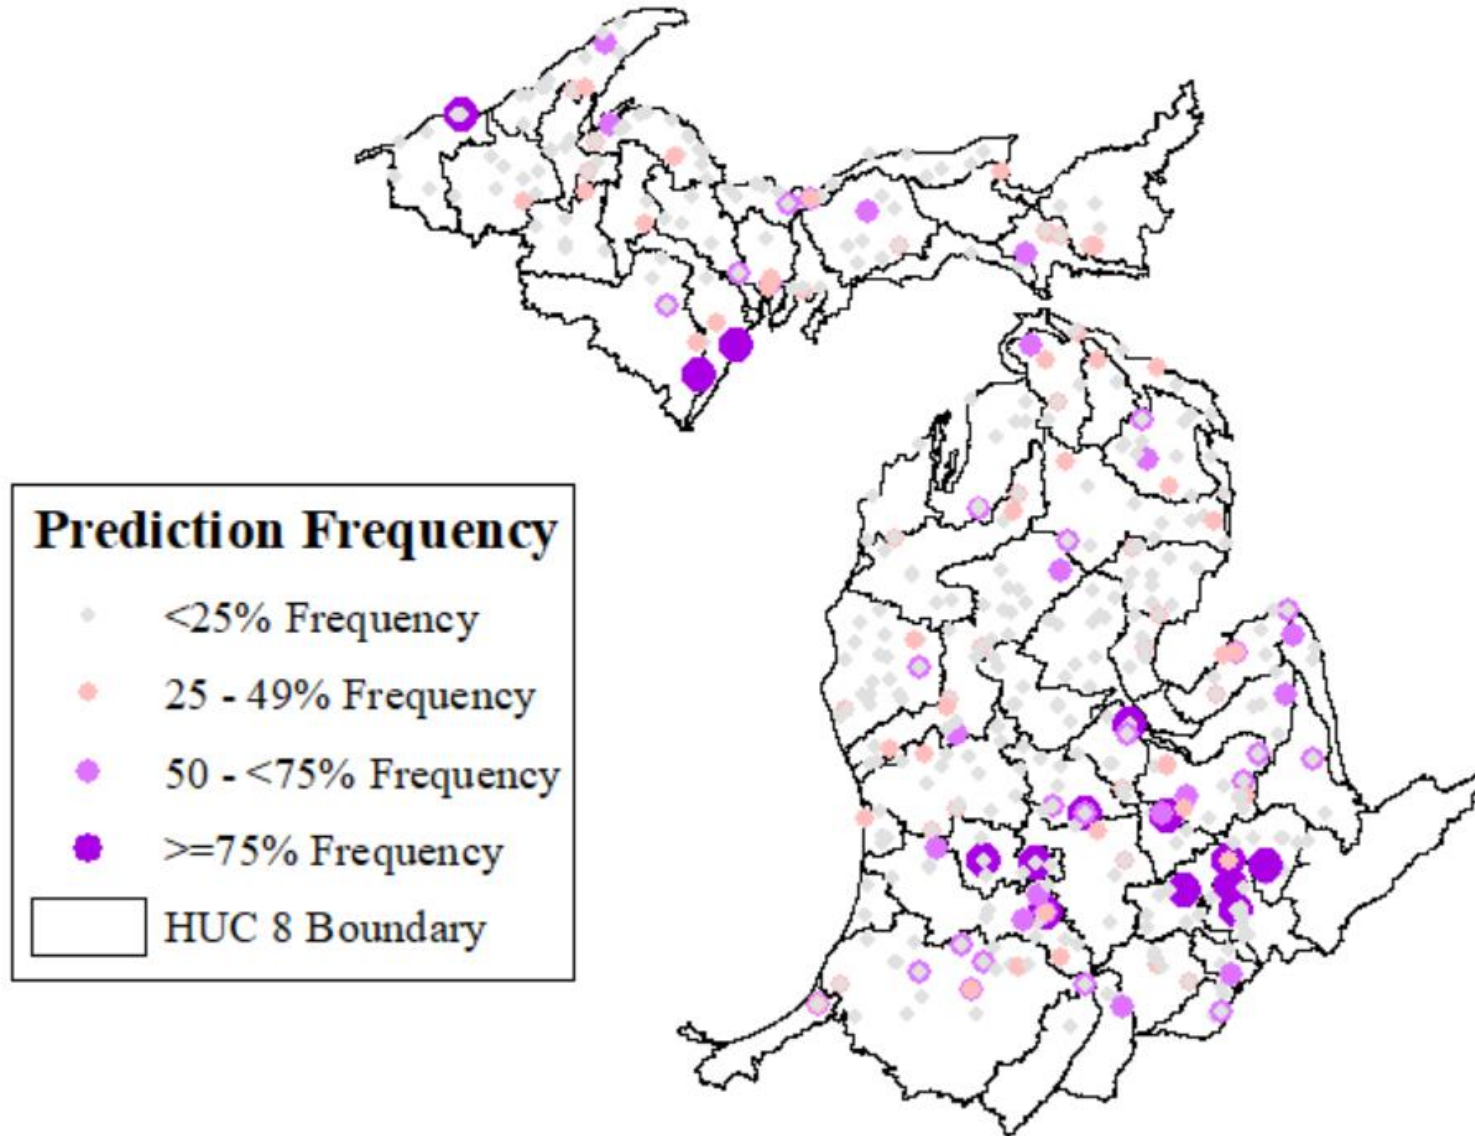 Prediction Frequency
<25% Frequency
25 - 49% Frequency
50 - <75% Frequency
>=75% Frequency
HUC 8 Boundary